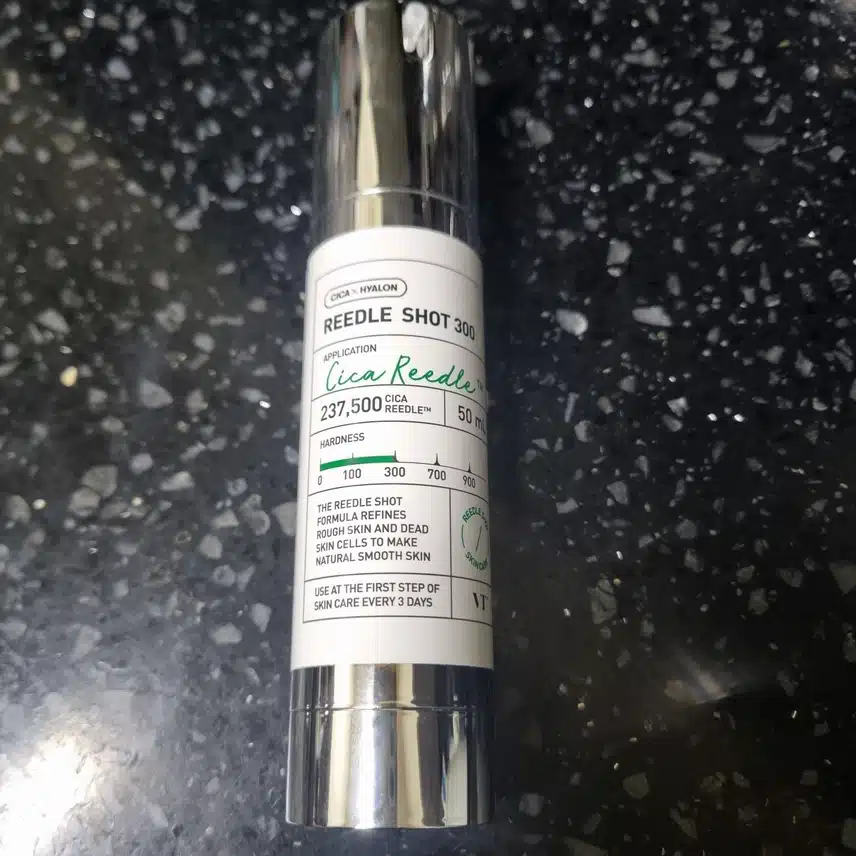 CICA × HYALON
REEDLE SHOT 300
APPLICATION
Cica Reedle™
237,500 CICA REEDLE™
50 mL
HARDNESS
0 100 300 700 900
THE REEDLE SHOT
FORMULA REFINES
ROUGH SKIN AND DEAD
SKIN CELLS TO MAKE
NATURAL SMOOTH SKIN
REEDLE
SKINCARE
USE AT THE FIRST STEP OF
SKIN CARE EVERY 3 DAYS
VT